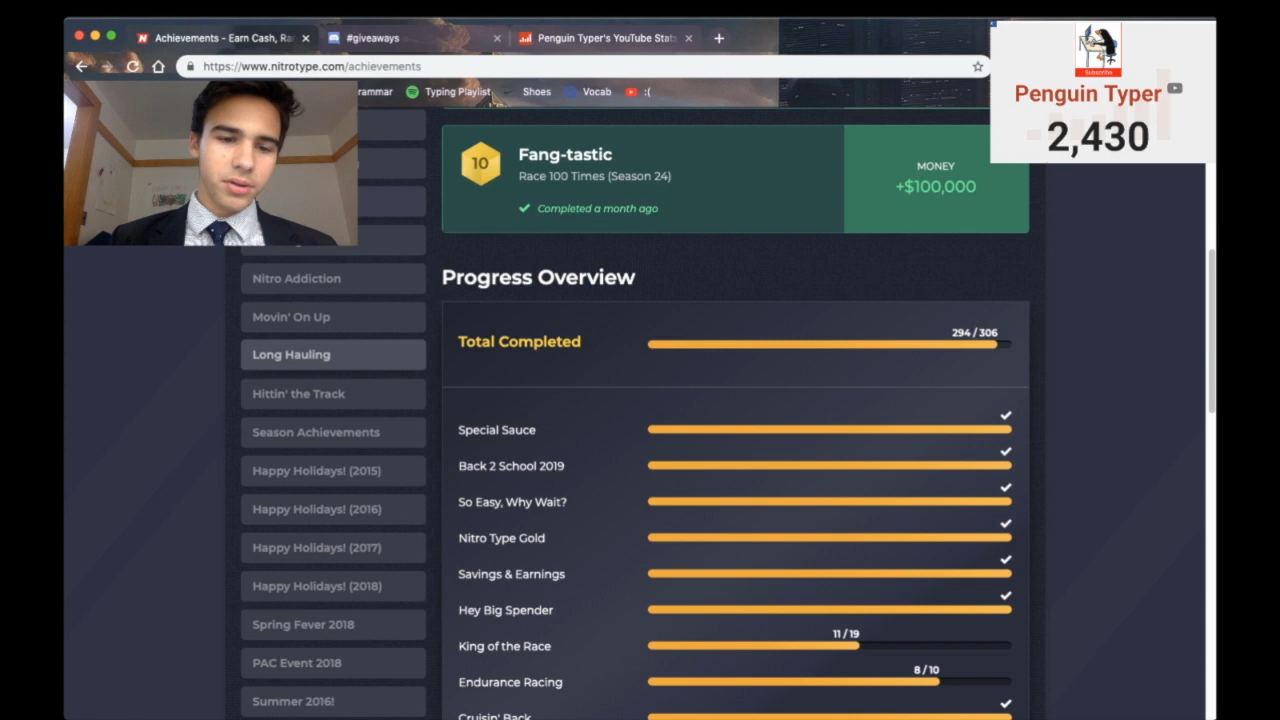 Achievements - Earn Cash, Ra
#giveaways
Penguin Typer's YouTube Stats
https://www.nitrotype.com/achievements
Typing Playlist
Shoes
Vocab
:(
Subscribe
Penguin Typer
2,430
10
Fang-tastic
Race 100 Times (Season 24)
Completed a month ago
MONEY
+$100,000
Nitro Addiction
Movin' On Up
Long Hauling
Hittin' the Track
Season Achievements
Happy Holidays! (2015)
Happy Holidays! (2016)
Happy Holidays! (2017)
Happy Holidays! (2018)
Spring Fever 2018
PAC Event 2018
Summer 2016!
Progress Overview
Total Completed
294 / 306
Special Sauce
Back 2 School 2019
So Easy, Why Wait?
Nitro Type Gold
Savings & Earnings
Hey Big Spender
King of the Race
11 / 19
Endurance Racing
8 / 10
Cruisin' Back